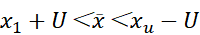 x₁ + U < x̄ < xᵤ − U